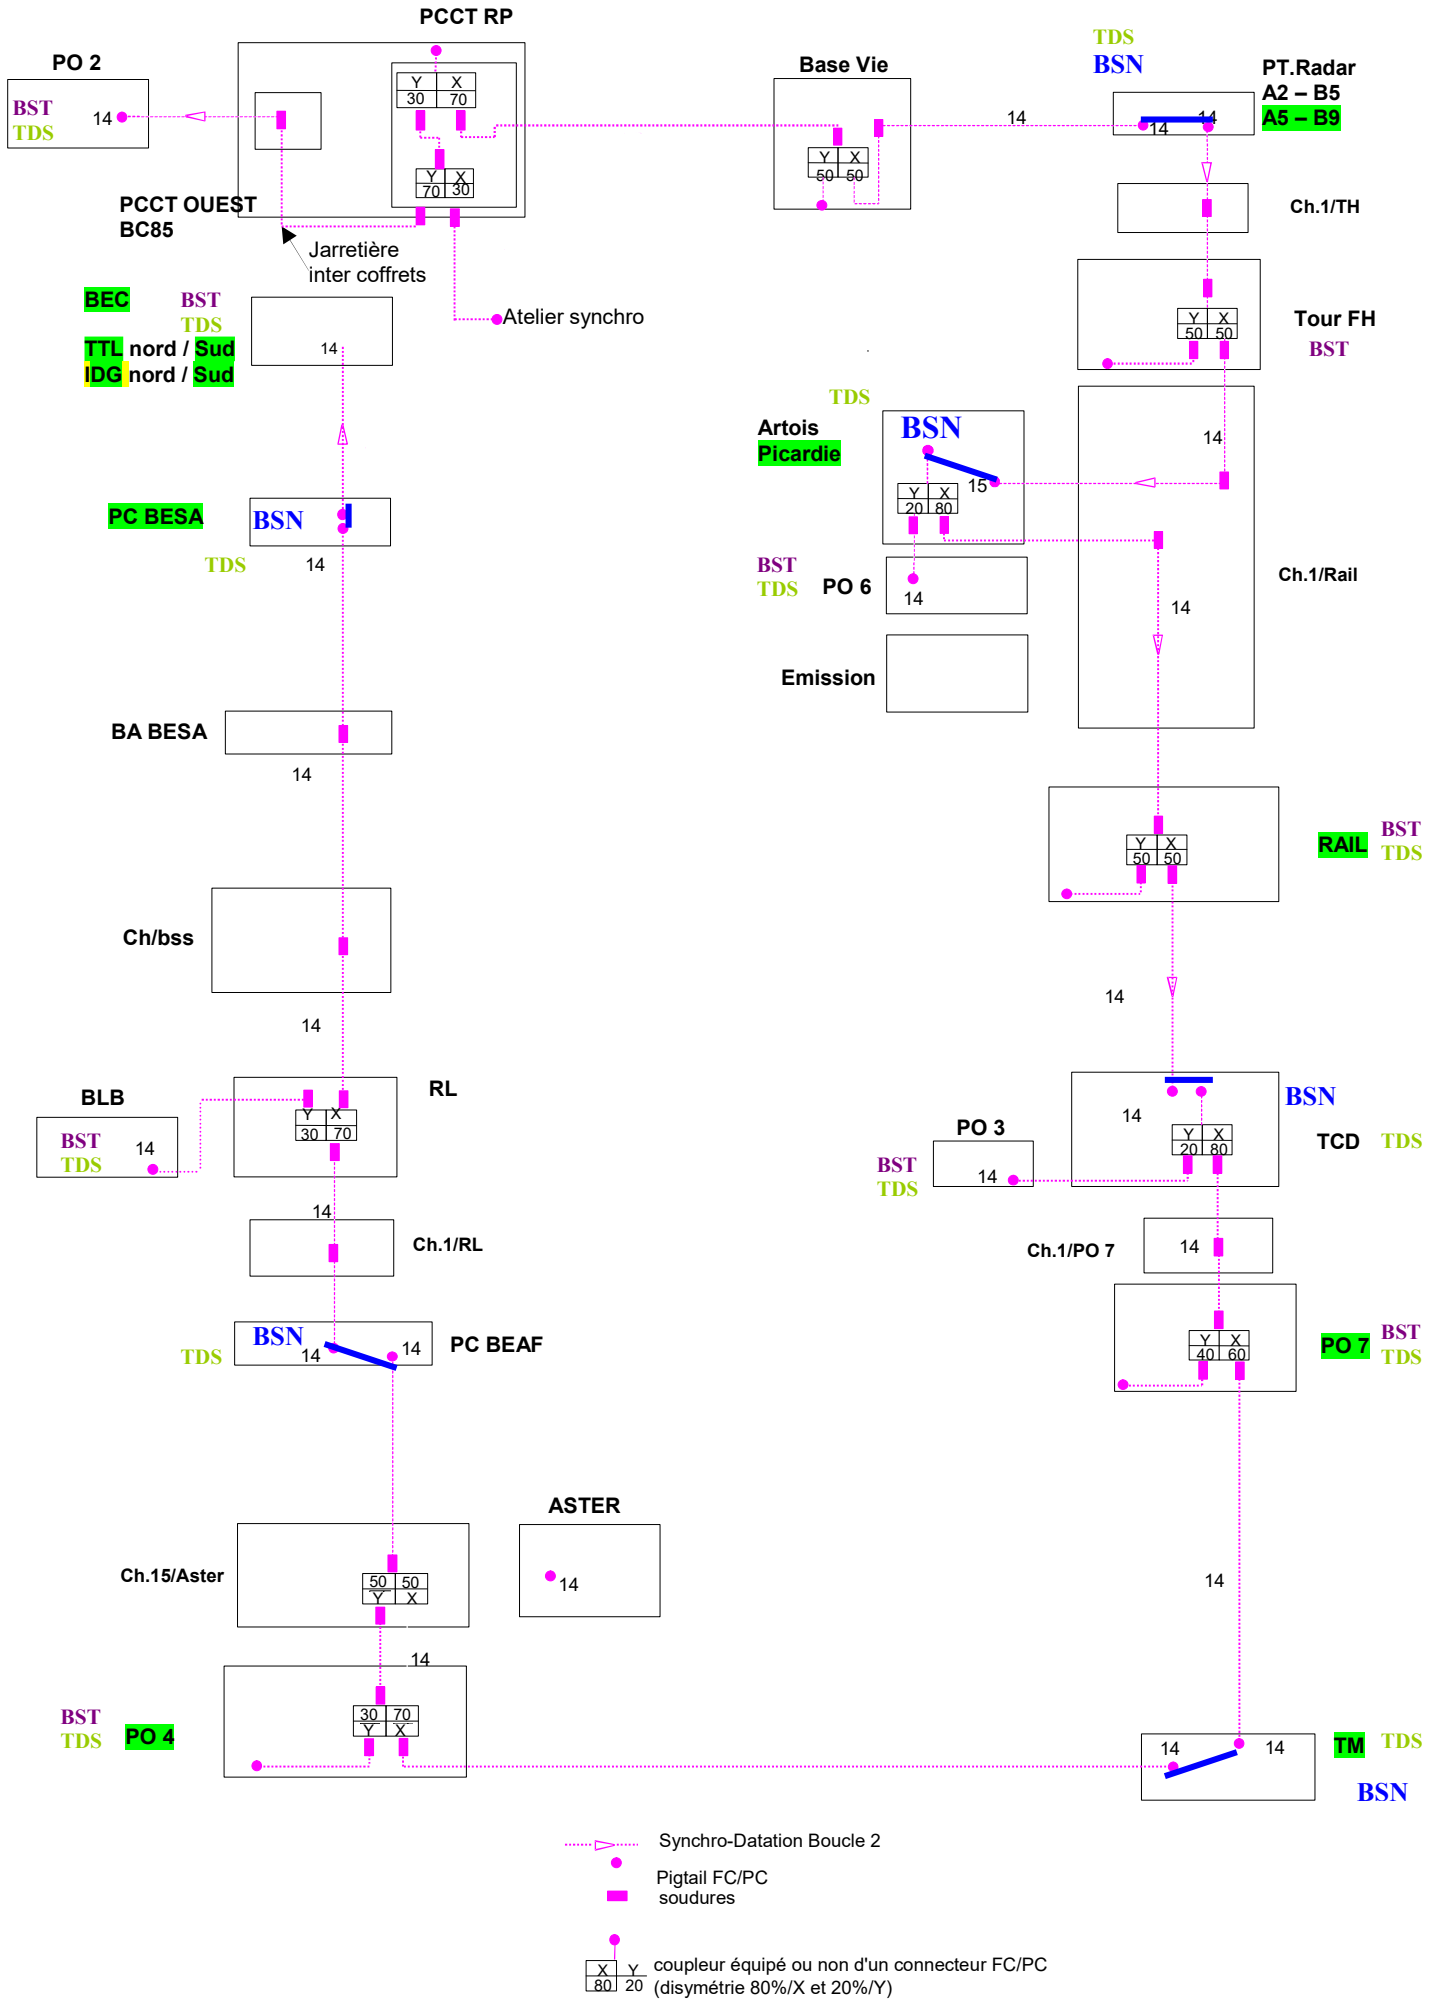 PCCT RP
PO 2
BST
TDS
14
Y X
30 70
Y X
70 30
PCCT OUEST
BC85
Jarretière
inter coffrets
Atelier synchro
Base Vie
Y X
50 50
14
TDS
BSN
PT.Radar
A2 – B5
A5 – B9
14
14
Ch.1/TH
Y X
50 50
Tour FH
BST
BEC
BST
TDS
TTL nord / Sud
IDG nord / Sud
14
PC BESA
BSN
TDS
14
TDS
Artois
Picardie
BSN
15
Y X
20 80
14
BST
TDS
PO 6
14
Ch.1/Rail
14
Emission
BA BESA
14
Y X
50 50
RAIL
BST
TDS
Ch/bss
14
14
BLB
BST
TDS
14
RL
Y X
30 70
14
Ch.1/RL
PO 3
BST
TDS
14
14
Y X
20 80
BSN
TCD
TDS
Ch.1/PO 7
14
TDS
BSN
14
14
PC BEAF
Y X
40 60
PO 7
BST
TDS
Ch.15/Aster
50 50
Y X
ASTER
14
14
14
BST
TDS
PO 4
30 70
Y X
14
14
TM
TDS
BSN
Synchro-Datation Boucle 2
Pigtail FC/PC
soudures
X Y
80 20
coupleur équipé ou non d'un connecteur FC/PC
(disymétrie 80%/X et 20%/Y)